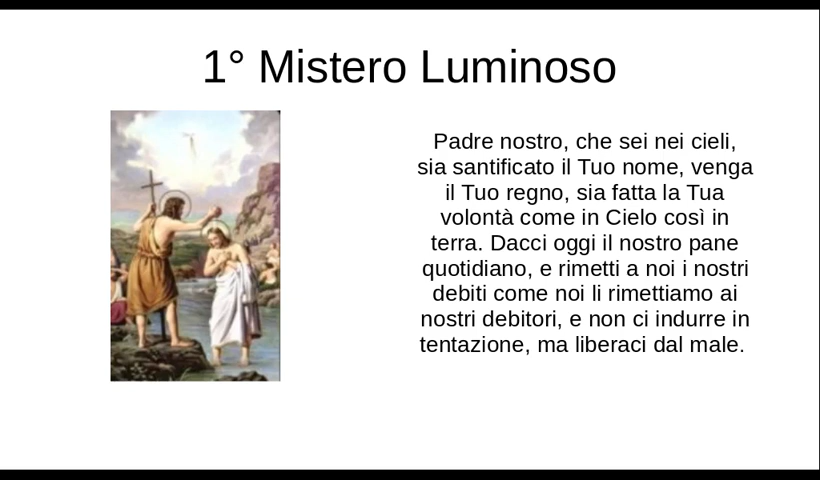 1° Mistero Luminoso
Padre nostro, che sei nei cieli,
sia santificato il Tuo nome, venga
il Tuo regno, sia fatta la Tua
volontà come in Cielo così in
terra. Dacci oggi il nostro pane
quotidiano, e rimetti a noi i nostri
debiti come noi li rimettiamo ai
nostri debitori, e non ci indurre in
tentazione, ma liberaci dal male.